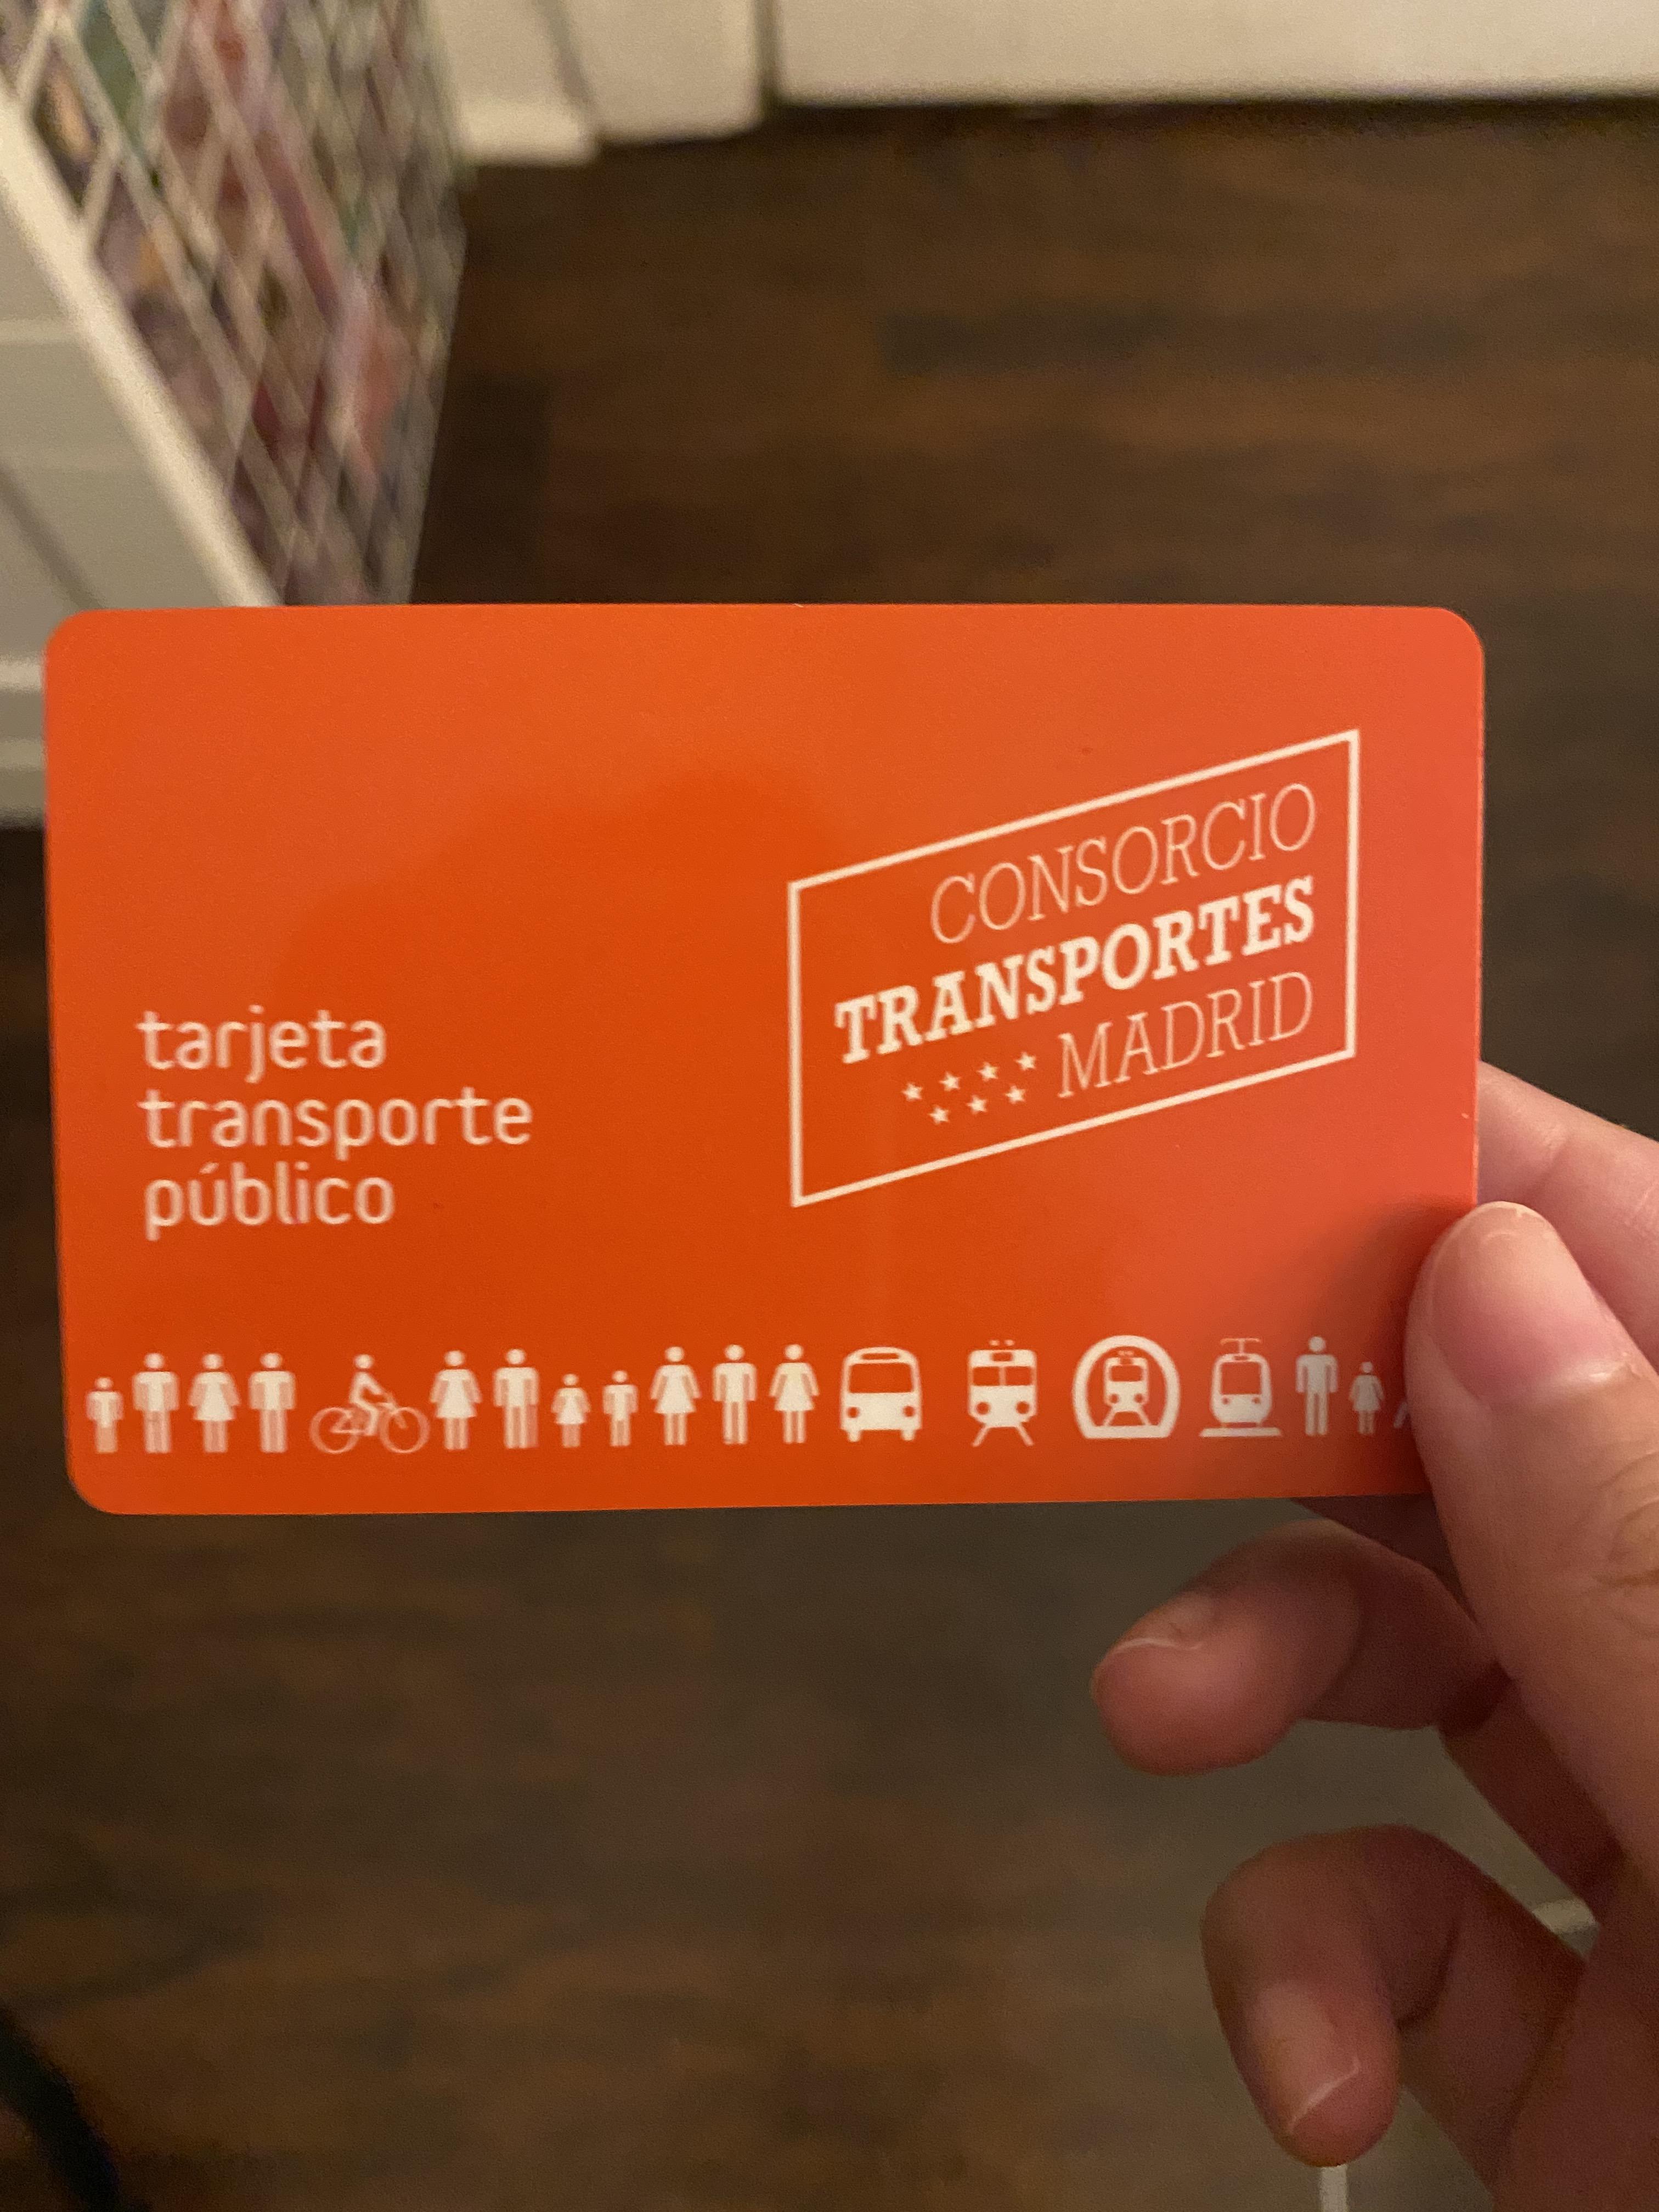 tarjeta
transporte
público
CONSORCIO
TRANSPORTES
MADRID